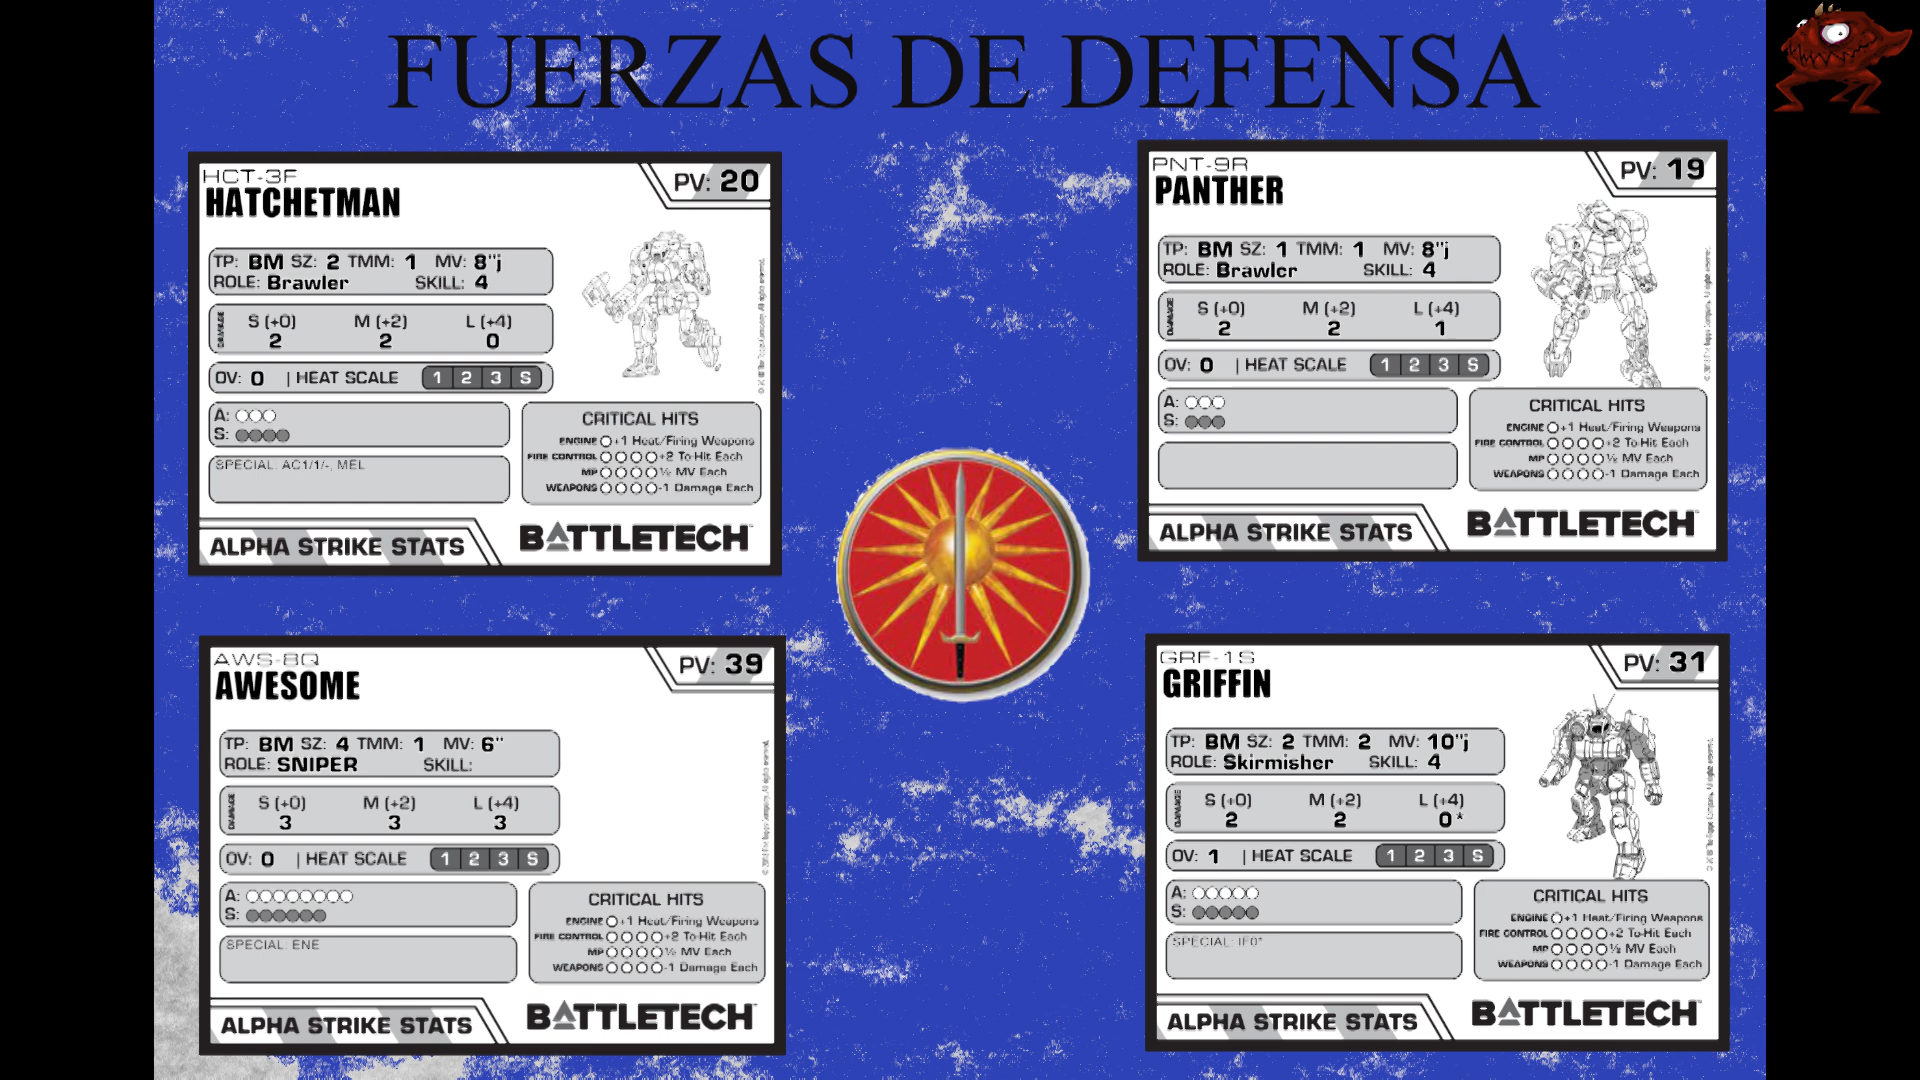 FUERZAS DE DEFENSA
HCT-3F
HATCHETMAN
PV: 20
TP: BM SZ: 2 TMM: 1 MV: 8"j
ROLE: Brawler SKILL: 4
DAMAGE
S (+0) M (+2) L (+4)
2 2 0
OV: 0 | HEAT SCALE 1 2 3 S
A:
S:
SPECIAL: AC1/1/-, MEL
CRITICAL HITS
ENGINE +1 Heat/Firing Weapons
FIRE CONTROL +2 To-Hit Each
MP ½ MV Each
WEAPONS -1 Damage Each
ALPHA STRIKE STATS
BATTLETECH
PNT-9R
PANTHER
PV: 19
TP: BM SZ: 1 TMM: 1 MV: 8"j
ROLE: Brawler SKILL: 4
DAMAGE
S (+0) M (+2) L (+4)
2 2 1
OV: 0 | HEAT SCALE 1 2 3 S
A:
S:
CRITICAL HITS
ENGINE +1 Heat/Firing Weapons
FIRE CONTROL +2 To-Hit Each
MP ½ MV Each
WEAPONS -1 Damage Each
ALPHA STRIKE STATS
BATTLETECH
AWS-8Q
AWESOME
PV: 39
TP: BM SZ: 4 TMM: 1 MV: 6"
ROLE: SNIPER SKILL:
DAMAGE
S (+0) M (+2) L (+4)
3 3 3
OV: 0 | HEAT SCALE 1 2 3 S
A:
S:
SPECIAL: ENE
CRITICAL HITS
ENGINE +1 Heat/Firing Weapons
FIRE CONTROL +2 To-Hit Each
MP ½ MV Each
WEAPONS -1 Damage Each
ALPHA STRIKE STATS
BATTLETECH
GRF-1S
GRIFFIN
PV: 31
TP: BM SZ: 2 TMM: 2 MV: 10"j
ROLE: Skirmisher SKILL: 4
DAMAGE
S (+0) M (+2) L (+4)
2 2 0*
OV: 1 | HEAT SCALE 1 2 3 S
A:
S:
SPECIAL: IF0*
CRITICAL HITS
ENGINE +1 Heat/Firing Weapons
FIRE CONTROL +2 To-Hit Each
MP ½ MV Each
WEAPONS -1 Damage Each
ALPHA STRIKE STATS
BATTLETECH